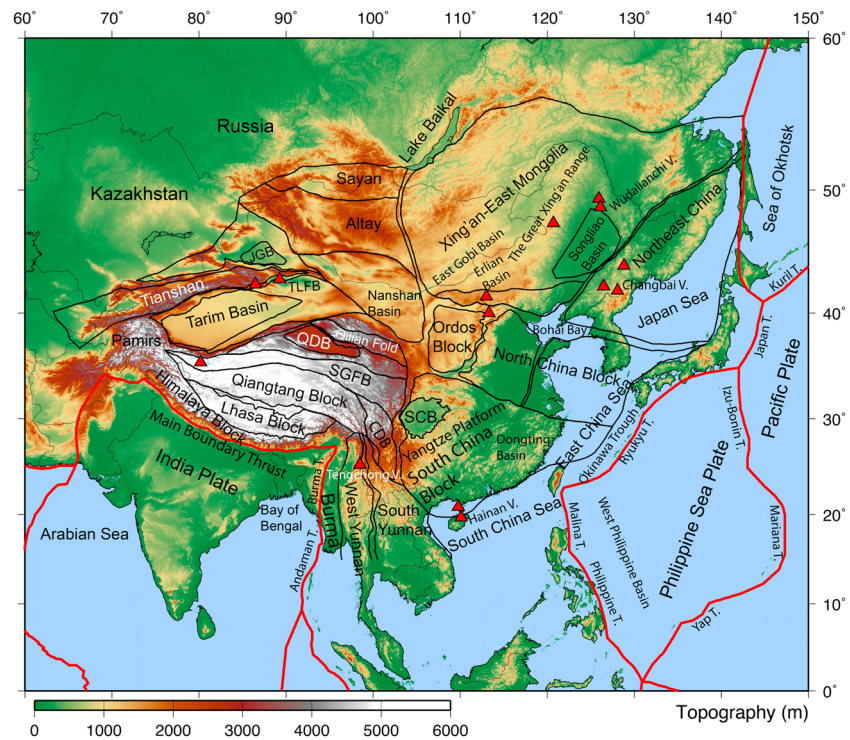 60° 70° 80° 90° 100° 110° 120° 130° 140° 150°
60°
50°
40°
30°
20°
10°
0°
Russia
Kazakhstan
Lake Baikal
Sayan
Altay
Xing'an-East Mongolia
The Great Xing'an Range
East Gobi Basin
Erlian
Basin
Songliao
Basin
Wudalianchi V.
Northeast China
Changbai V.
Sea of Okhotsk
Kuril T.
Japan Sea
Japan T.
JGB
TLFB
Tianshan
Tarim Basin
Nanshan
Basin
Ordos
Block
Bohai Bay
North China Block
Pamirs
QDB
Qilian Fold
SGFB
Qiangtang Block
Lhasa Block
Himalaya Block
Main Boundary Thrust
India Plate
CDB
SCB
Yangtze Platform
South China
Block
Dongting
Basin
East China Sea
Okinawa Trough
Ryukyu T.
Izu-Bonin T.
Pacific Plate
Philippine Sea Plate
West Philippine Basin
Mariana T.
Yap T.
Malina T.
Philippine T.
Tengchong V.
Burma T.
Burma
West Yunnan
South
Yunnan
Hainan V.
South China Sea
Bay of
Bengal
Andaman T.
Arabian Sea
0 1000 2000 3000 4000 5000 6000
Topography (m)